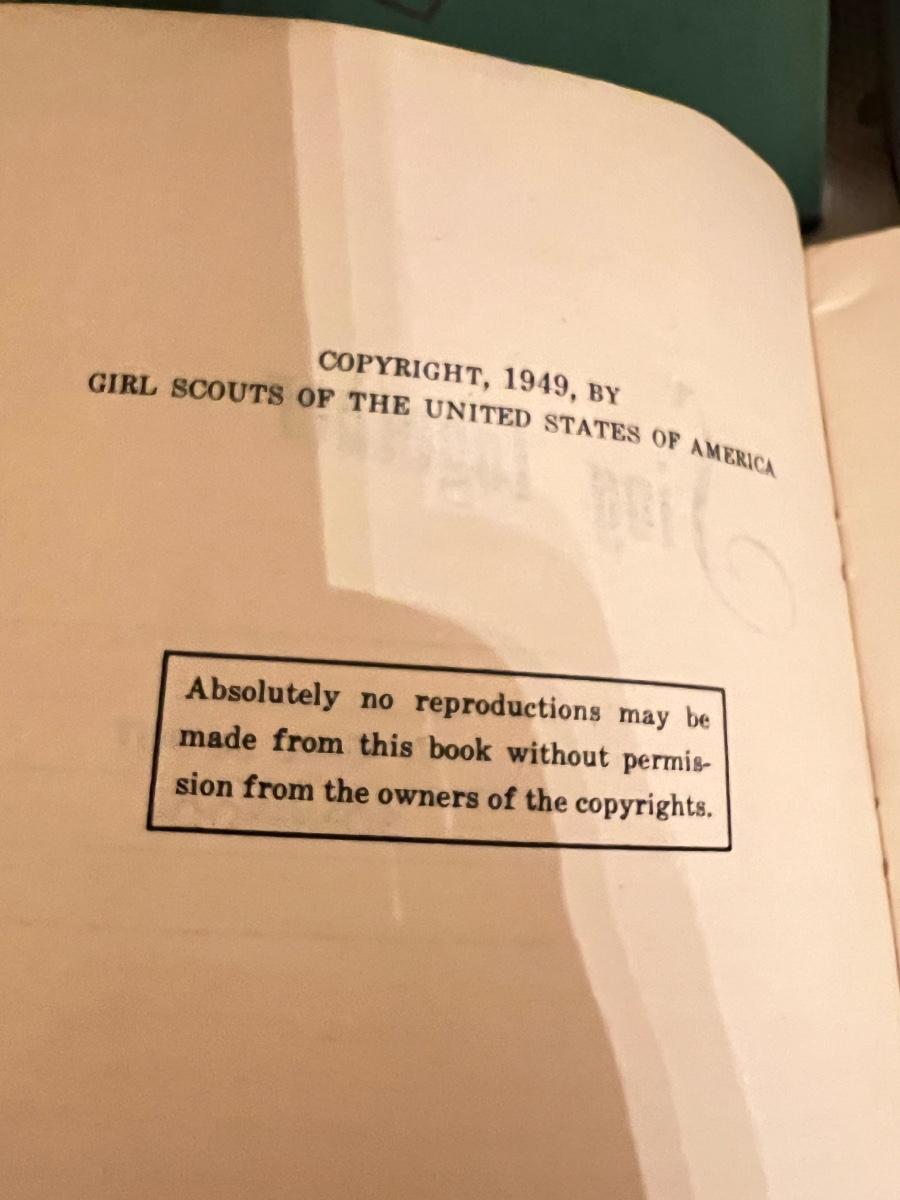 COPYRIGHT, 1949, BY
GIRL SCOUTS OF THE UNITED STATES OF AMERICA
Absolutely no reproductions may be
made from this book without permis-
sion from the owners of the copyrights.